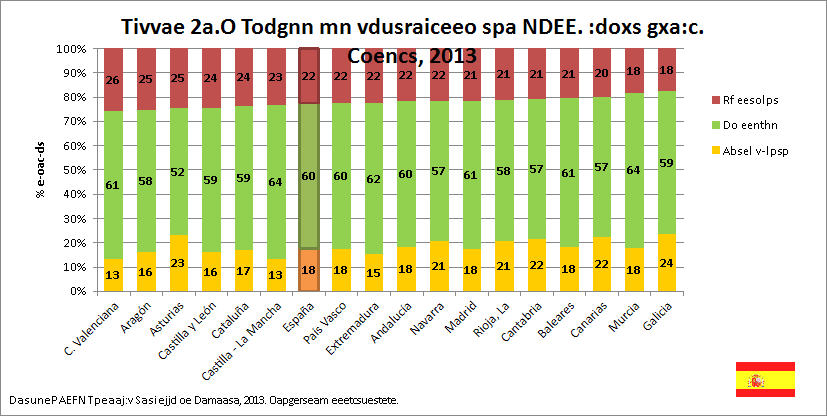 Tivvae 2a.O Todgnn mn vdusraiceeo spa NDEE. :doxs gxa:c.
Coencs, 2013
100%
90%
80%
70%
60%
50%
40%
30%
20%
10%
0%
% e-oac-ds
26 25 25 24 24 23 22 22 22 22 22 21 21 21 21 20 18 18
61 58 52 59 59 64 60 60 62 60 57 61 58 57 61 57 64 59
13 16 23 16 17 13 18 18 15 18 21 18 21 22 18 22 18 24
C. Valenciana
Aragón
Asturias
Castilla y León
Cataluña
Castilla - La Mancha
España
País Vasco
Extremadura
Andalucía
Navarra
Madrid
Rioja, La
Cantabria
Baleares
Canarias
Murcia
Galicia
Rf eesolps
Do eenthn
Absel v-lpsp
DasunePAEFNTpeaaj:v Sasiejjd oe Damaasa, 2013. Oapgerseam eeetcsuestete.